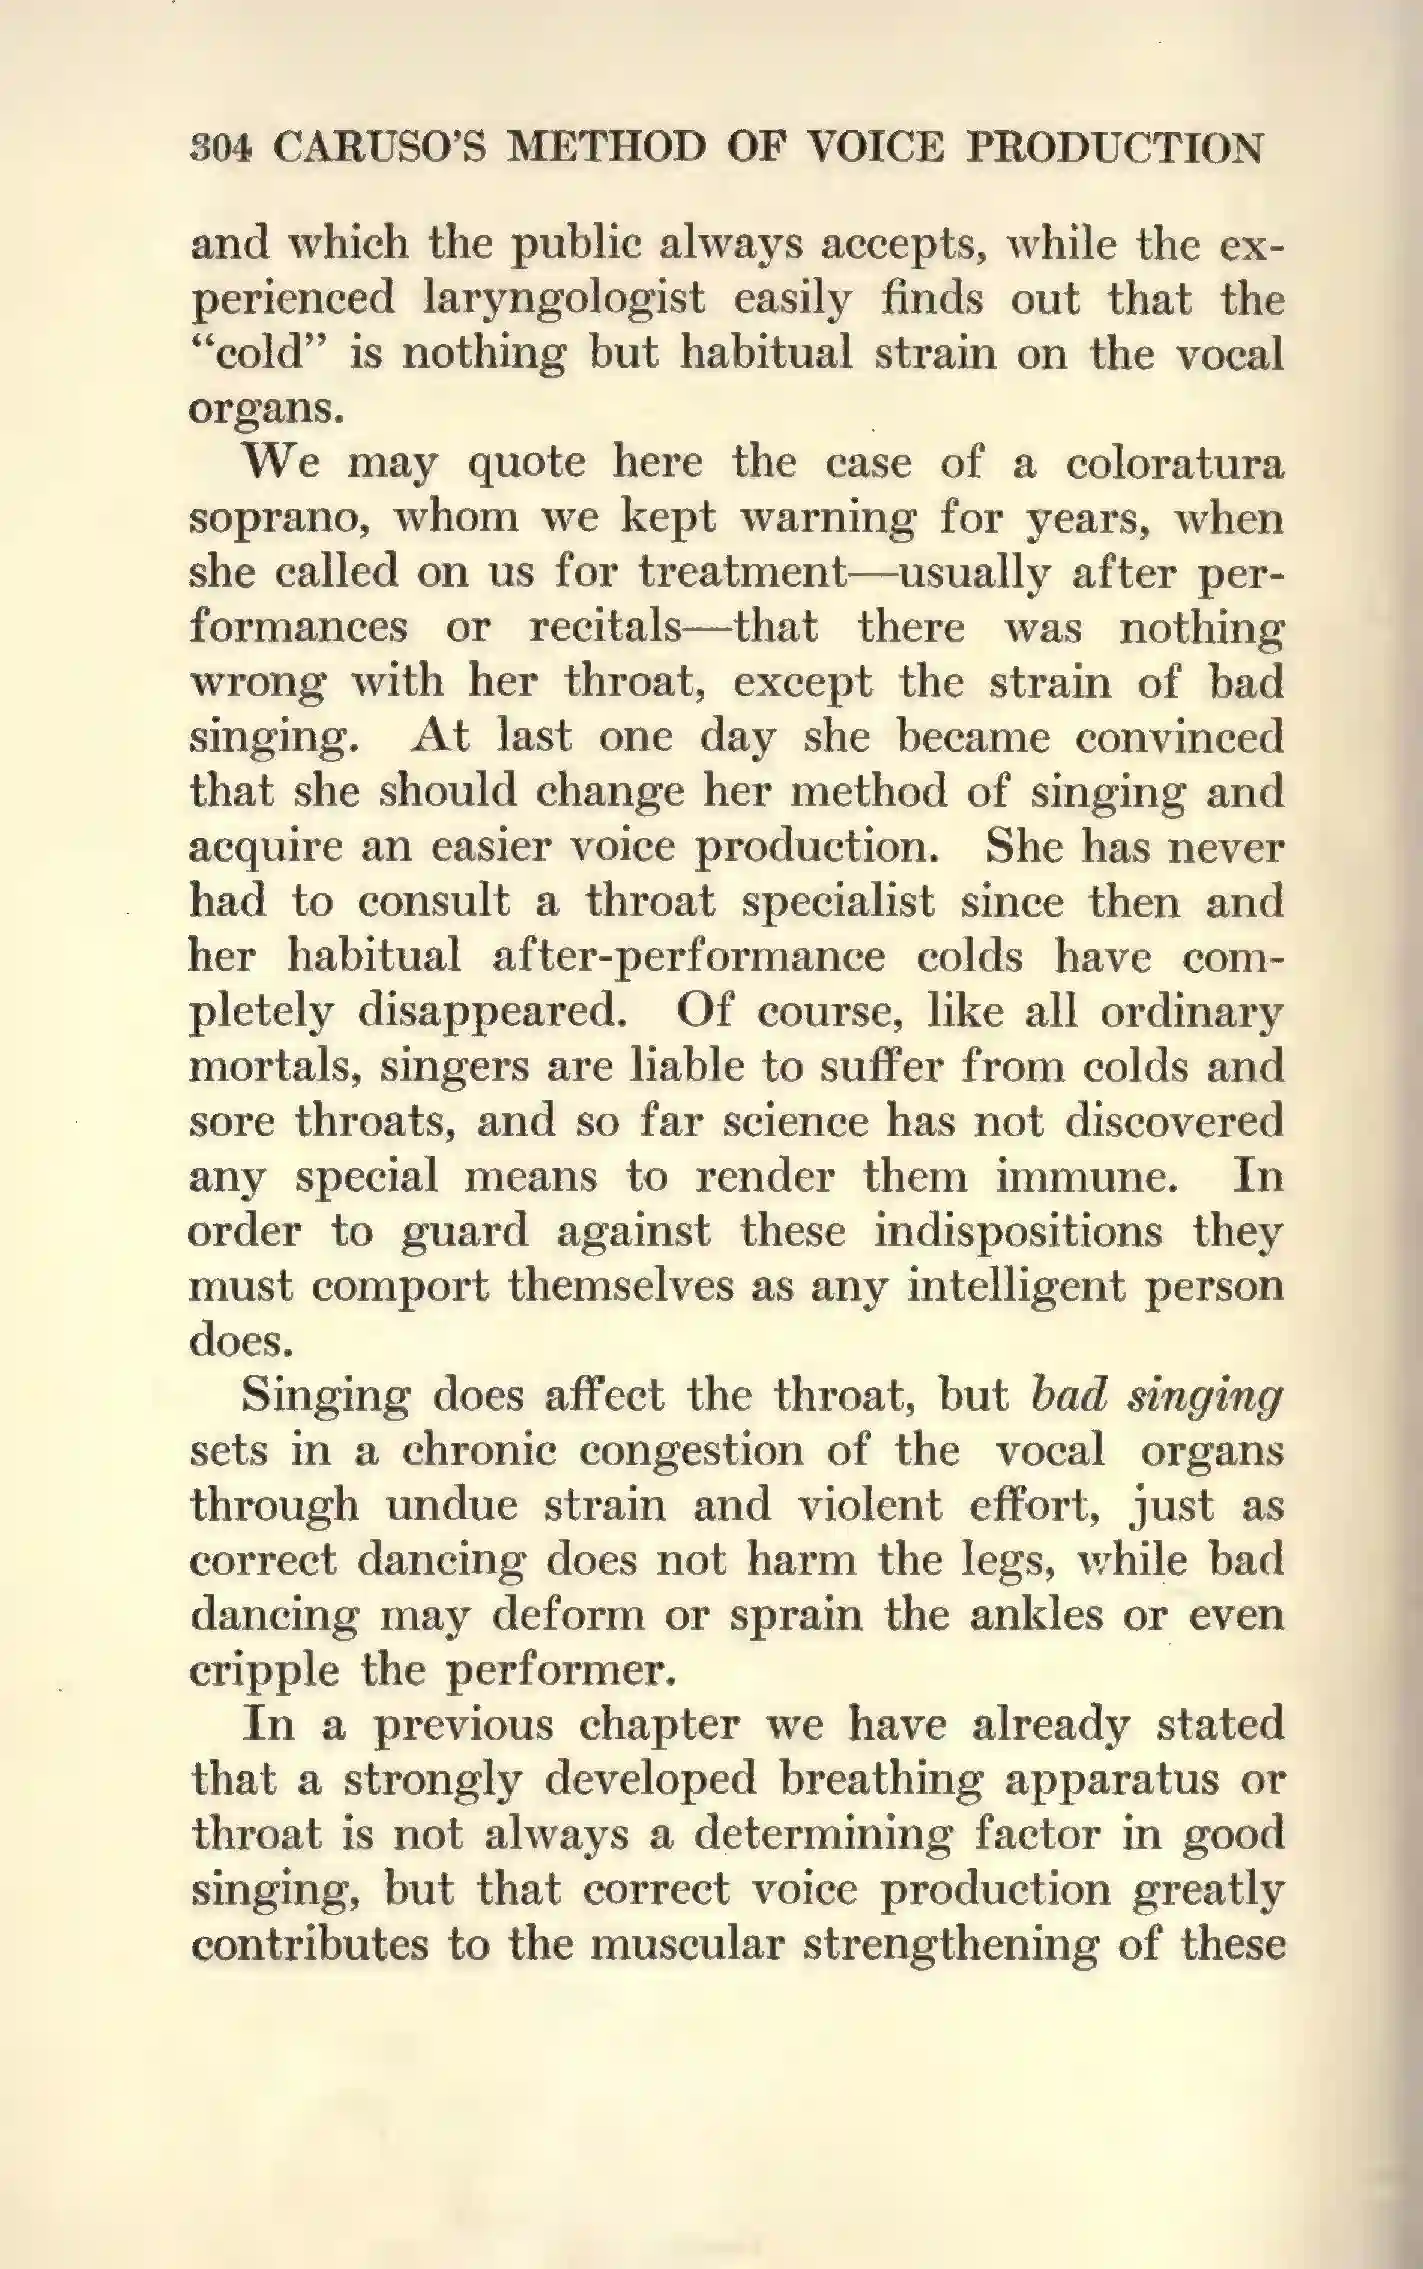 304 CARUSO'S METHOD OF VOICE PRODUCTION
and which the public always accepts, while the ex-
perienced laryngologist easily finds out that the
“cold” is nothing but habitual strain on the vocal
organs.
We may quote here the case of a coloratura
soprano, whom we kept warning for years, when
she called on us for treatment—usually after per-
formances or recitals—that there was nothing
wrong with her throat, except the strain of bad
singing. At last one day she became convinced
that she should change her method of singing and
acquire an easier voice production. She has never
had to consult a throat specialist since then and
her habitual after-performance colds have com-
pletely disappeared. Of course, like all ordinary
mortals, singers are liable to suffer from colds and
sore throats, and so far science has not discovered
any special means to render them immune. In
order to guard against these indispositions they
must comport themselves as any intelligent person
does.
Singing does affect the throat, but bad singing
sets in a chronic congestion of the vocal organs
through undue strain and violent effort, just as
correct dancing does not harm the legs, while bad
dancing may deform or sprain the ankles or even
cripple the performer.
In a previous chapter we have already stated
that a strongly developed breathing apparatus or
throat is not always a determining factor in good
singing, but that correct voice production greatly
contributes to the muscular strengthening of these